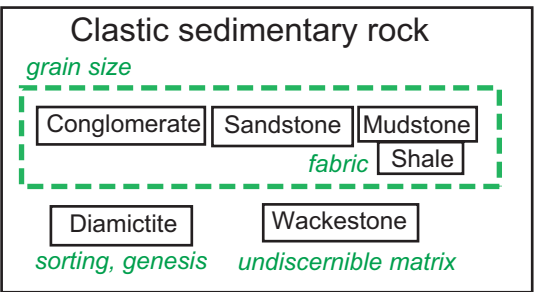 Clastic sedimentary rock
grain size
Conglomerate Sandstone Mudstone
fabric Shale
Diamictite Wackestone
sorting, genesis undiscernible matrix